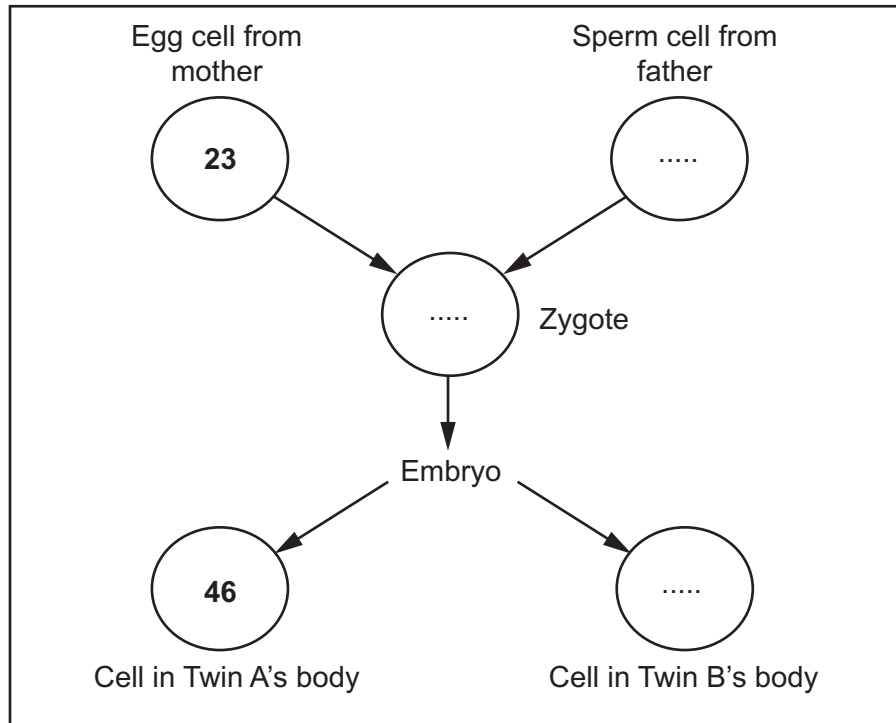 Egg cell from
mother
Sperm cell from
father
23
.....
.....
Zygote
Embryo
46
.....
Cell in Twin A's body
Cell in Twin B's body